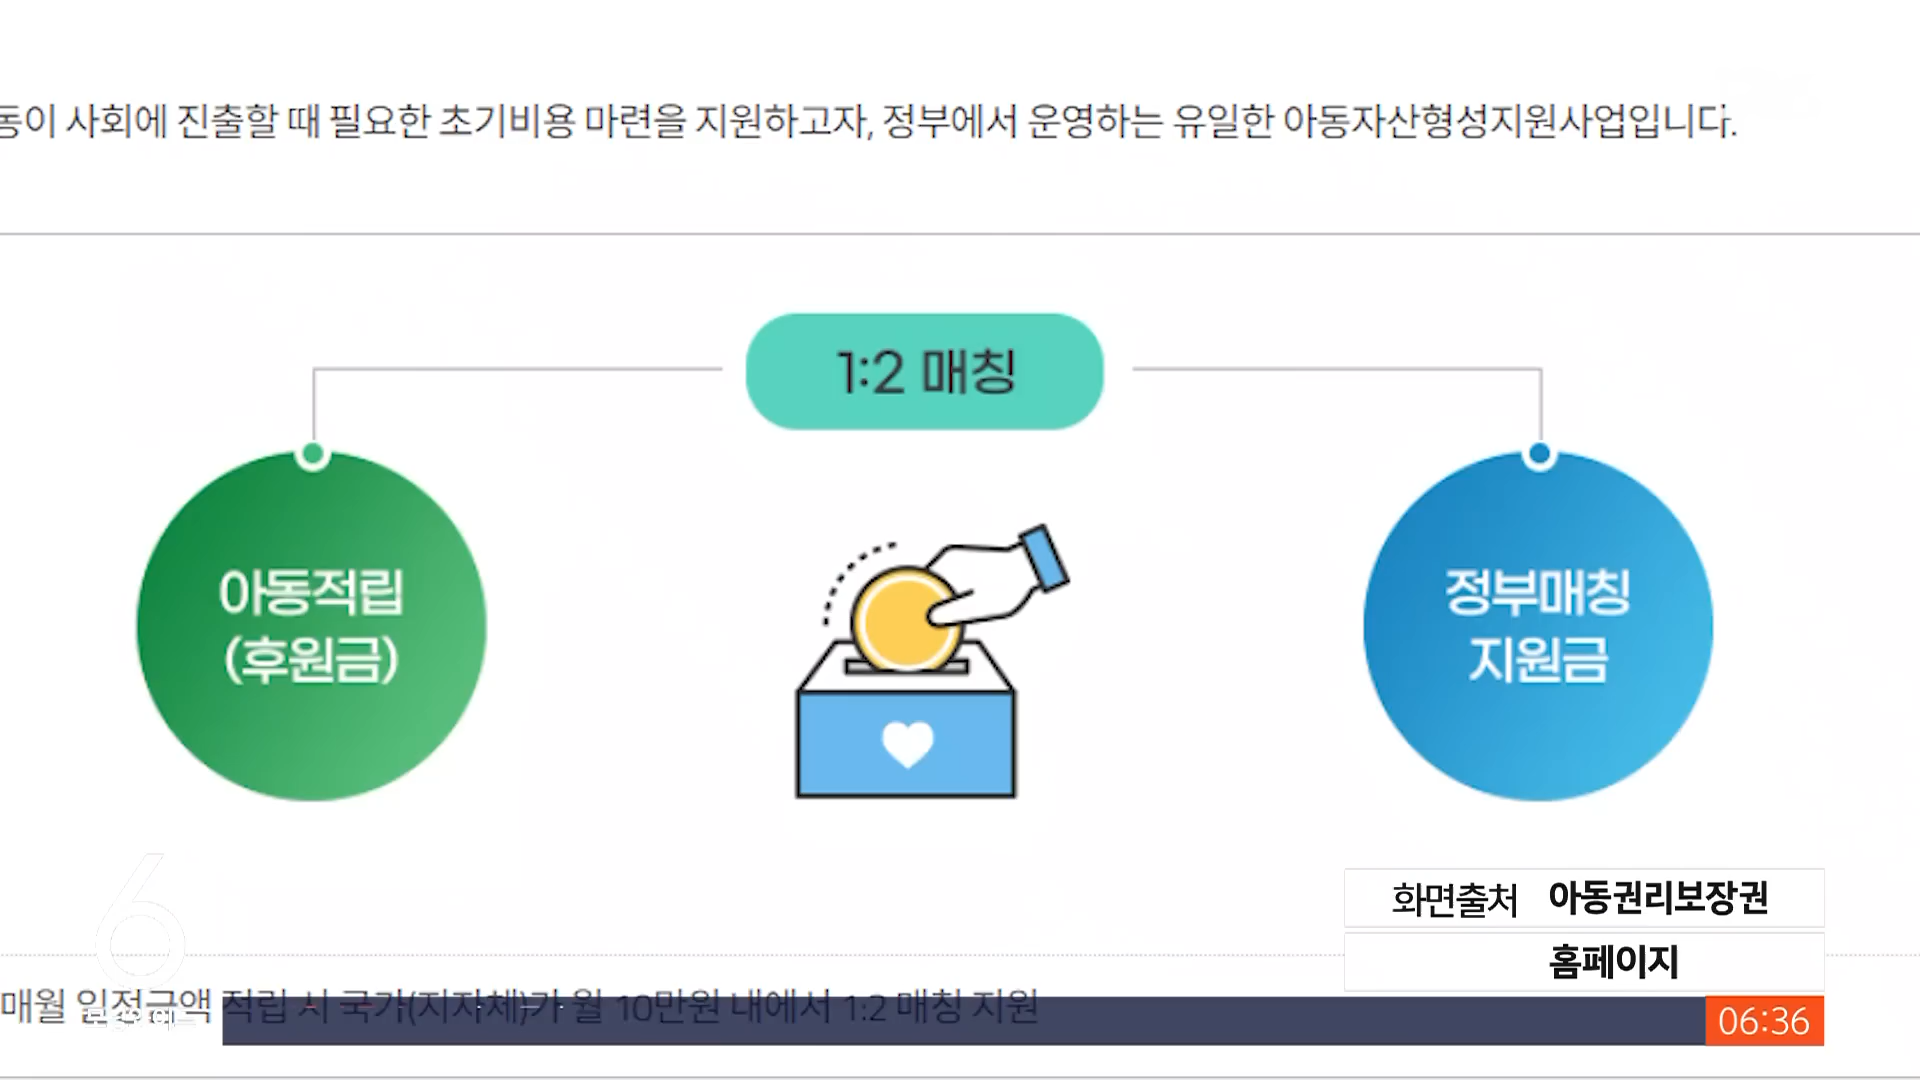 동이 사회에 진출할 때 필요한 초기비용 마련을 지원하고자, 정부에서 운영하는 유일한 아동자산형성지원사업입니다.
1:2 매칭
아동적립
(후원금)
정부매칭
지원금
6
화면출처 아동권리보장권
홈페이지
매월 일정금액 적립 시 국가(지자체)가 월 10만원 내에서 1:2 매칭 지원
06:36